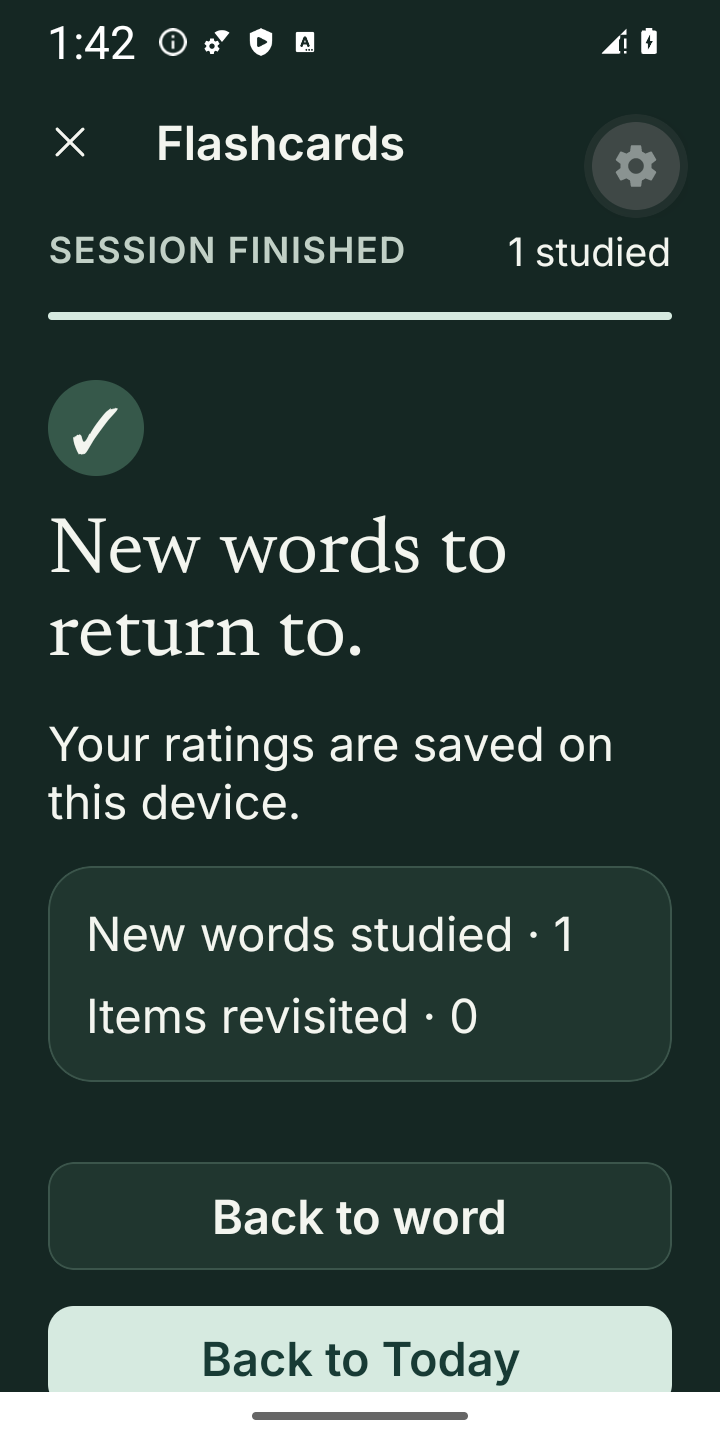 1:42
Flashcards
SESSION FINISHED
1 studied
New words to
return to.
Your ratings are saved on
this device.
New words studied · 1
Items revisited · 0
Back to word
Back to Today